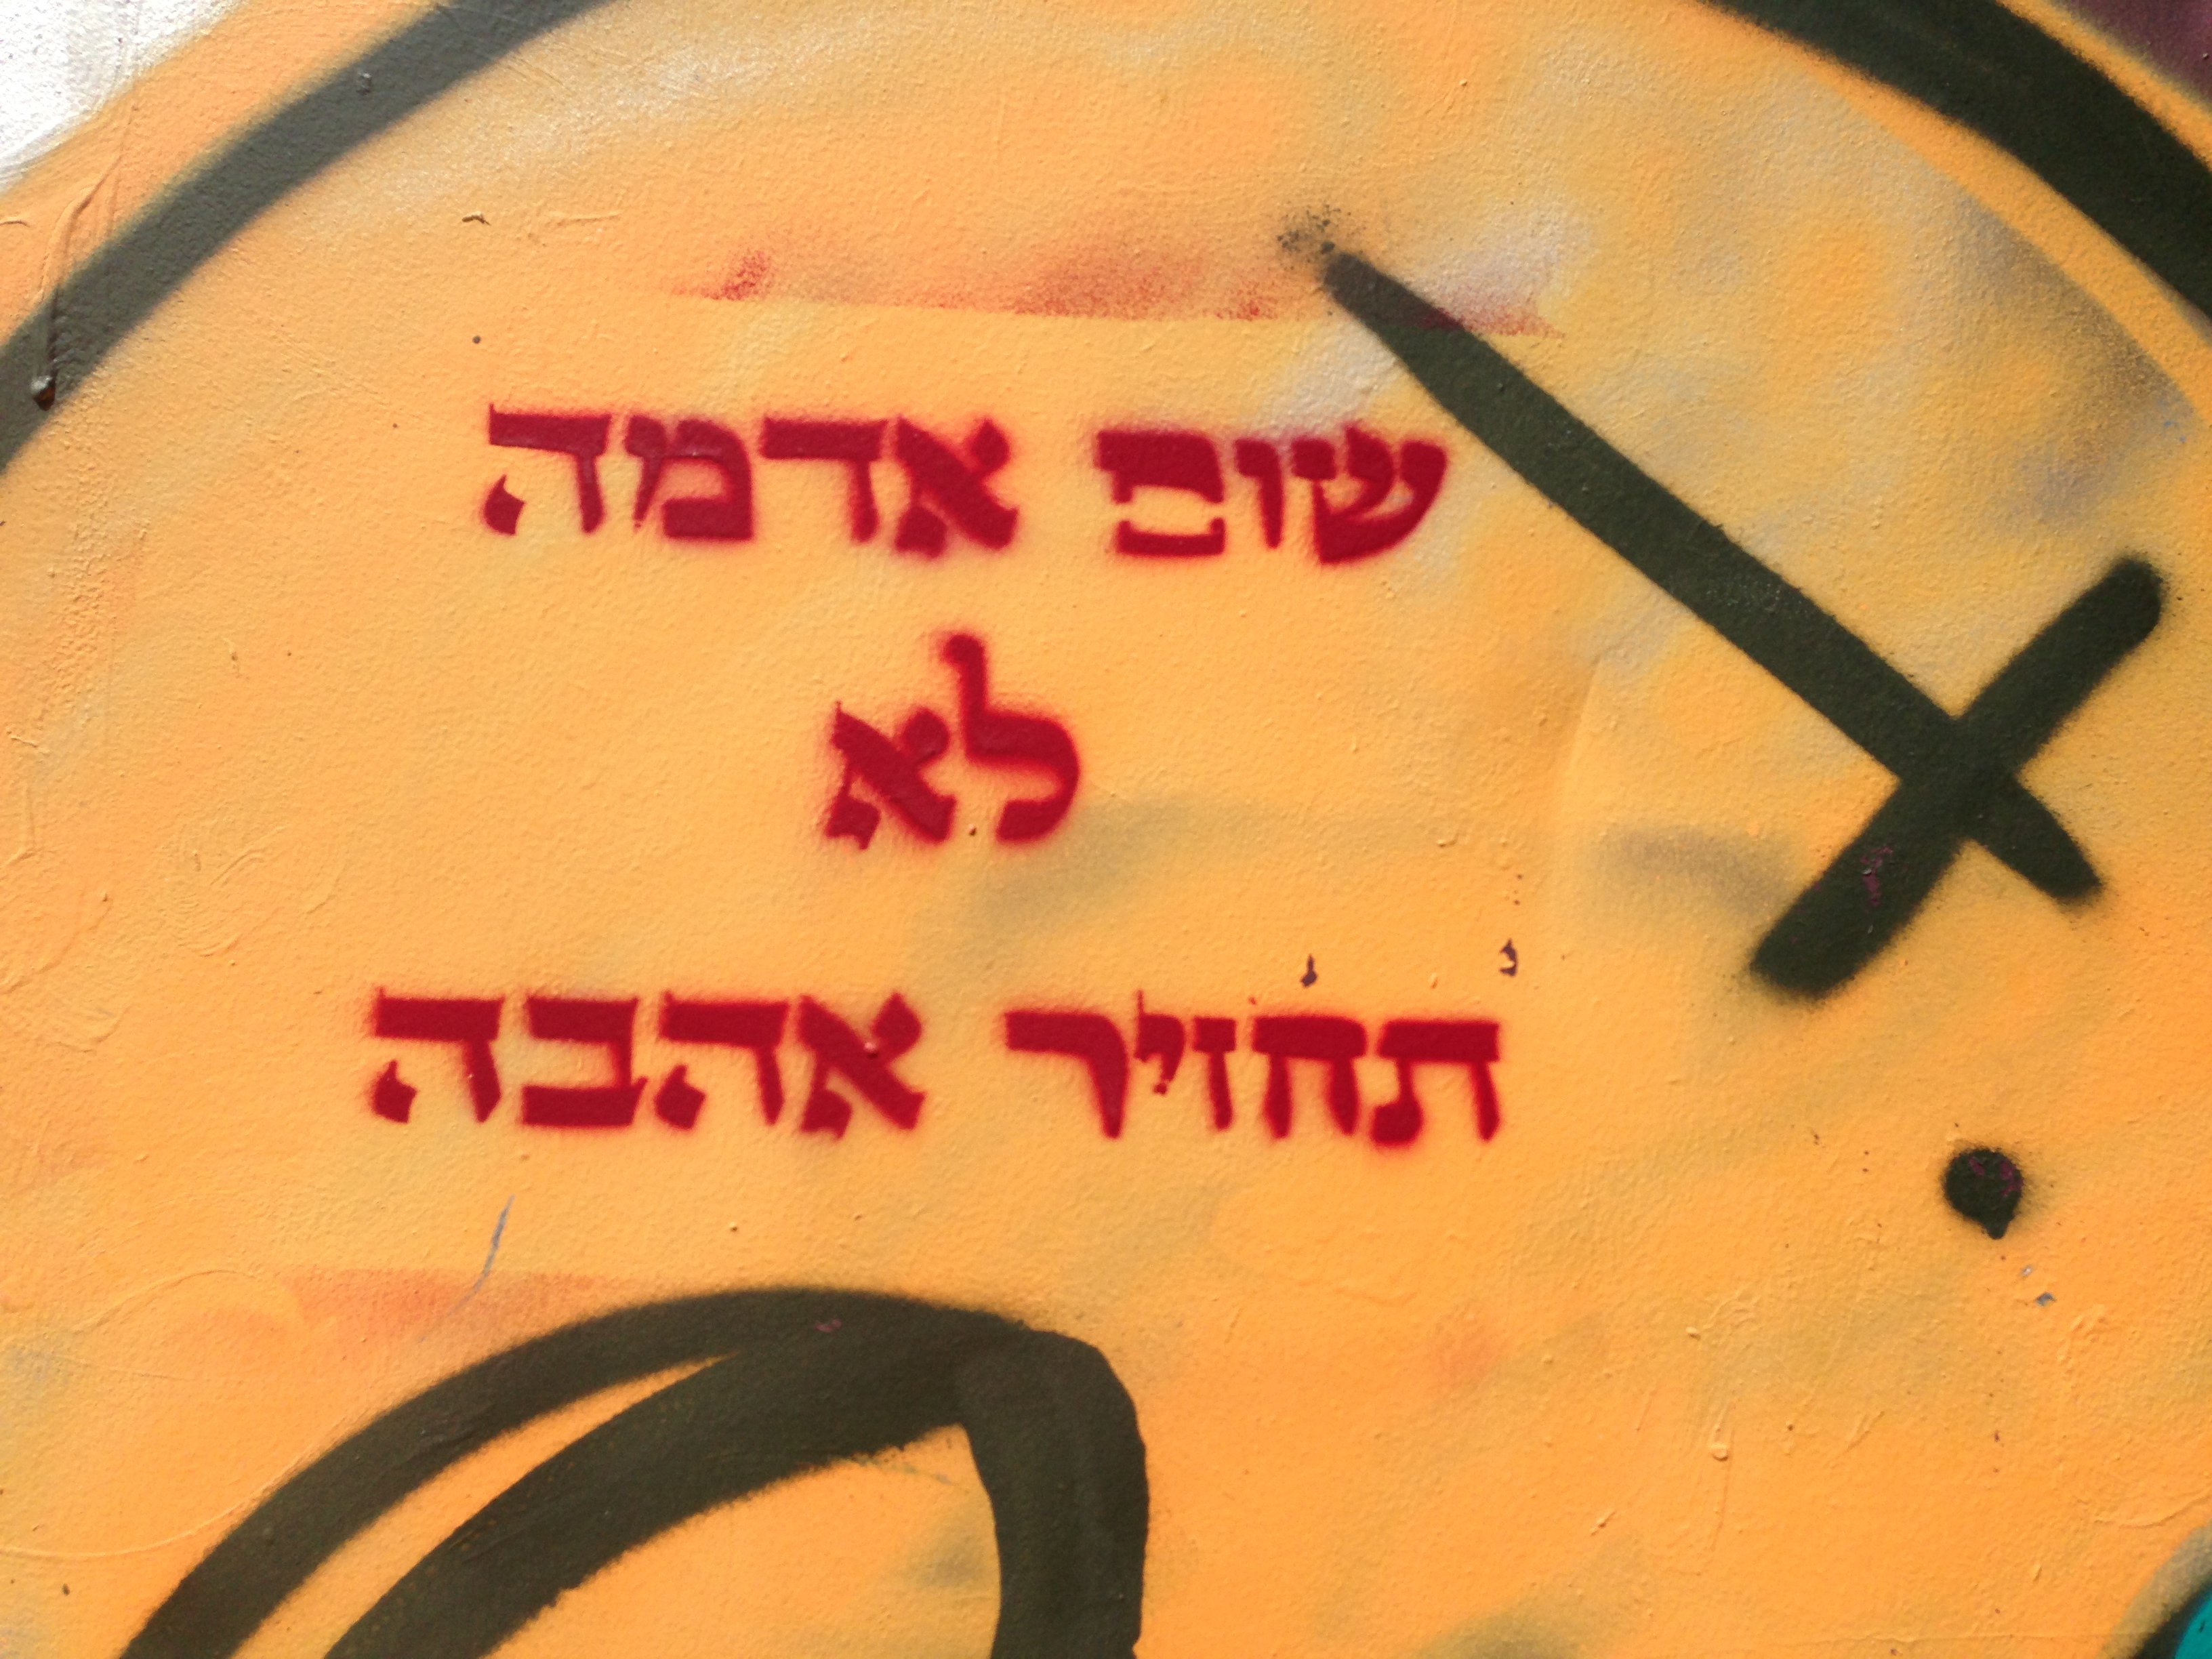 שום אדמה
לא
תחזיר אהבה